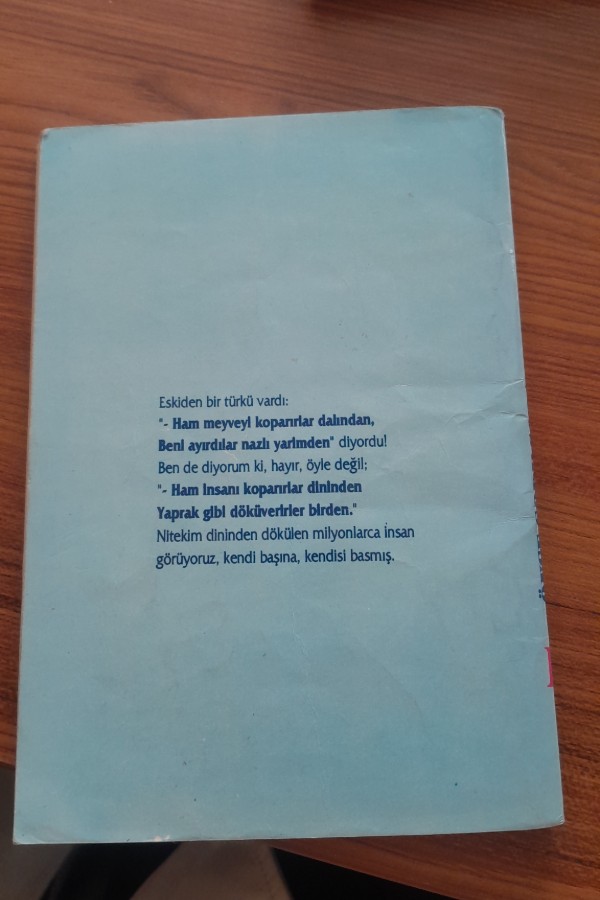 Eskiden bir türkü vardı:
"- Ham meyveyi koparırlar dalından,
Beni ayırdılar nazlı yarimden" diyordu!
Ben de diyorum ki, hayır, öyle değil;
"- Ham insanı koparırlar dininden
Yaprak gibi döküverirler birden."
Nitekim dininden dökülen milyonlarca insan
görüyoruz, kendi başına, kendisi basmış.